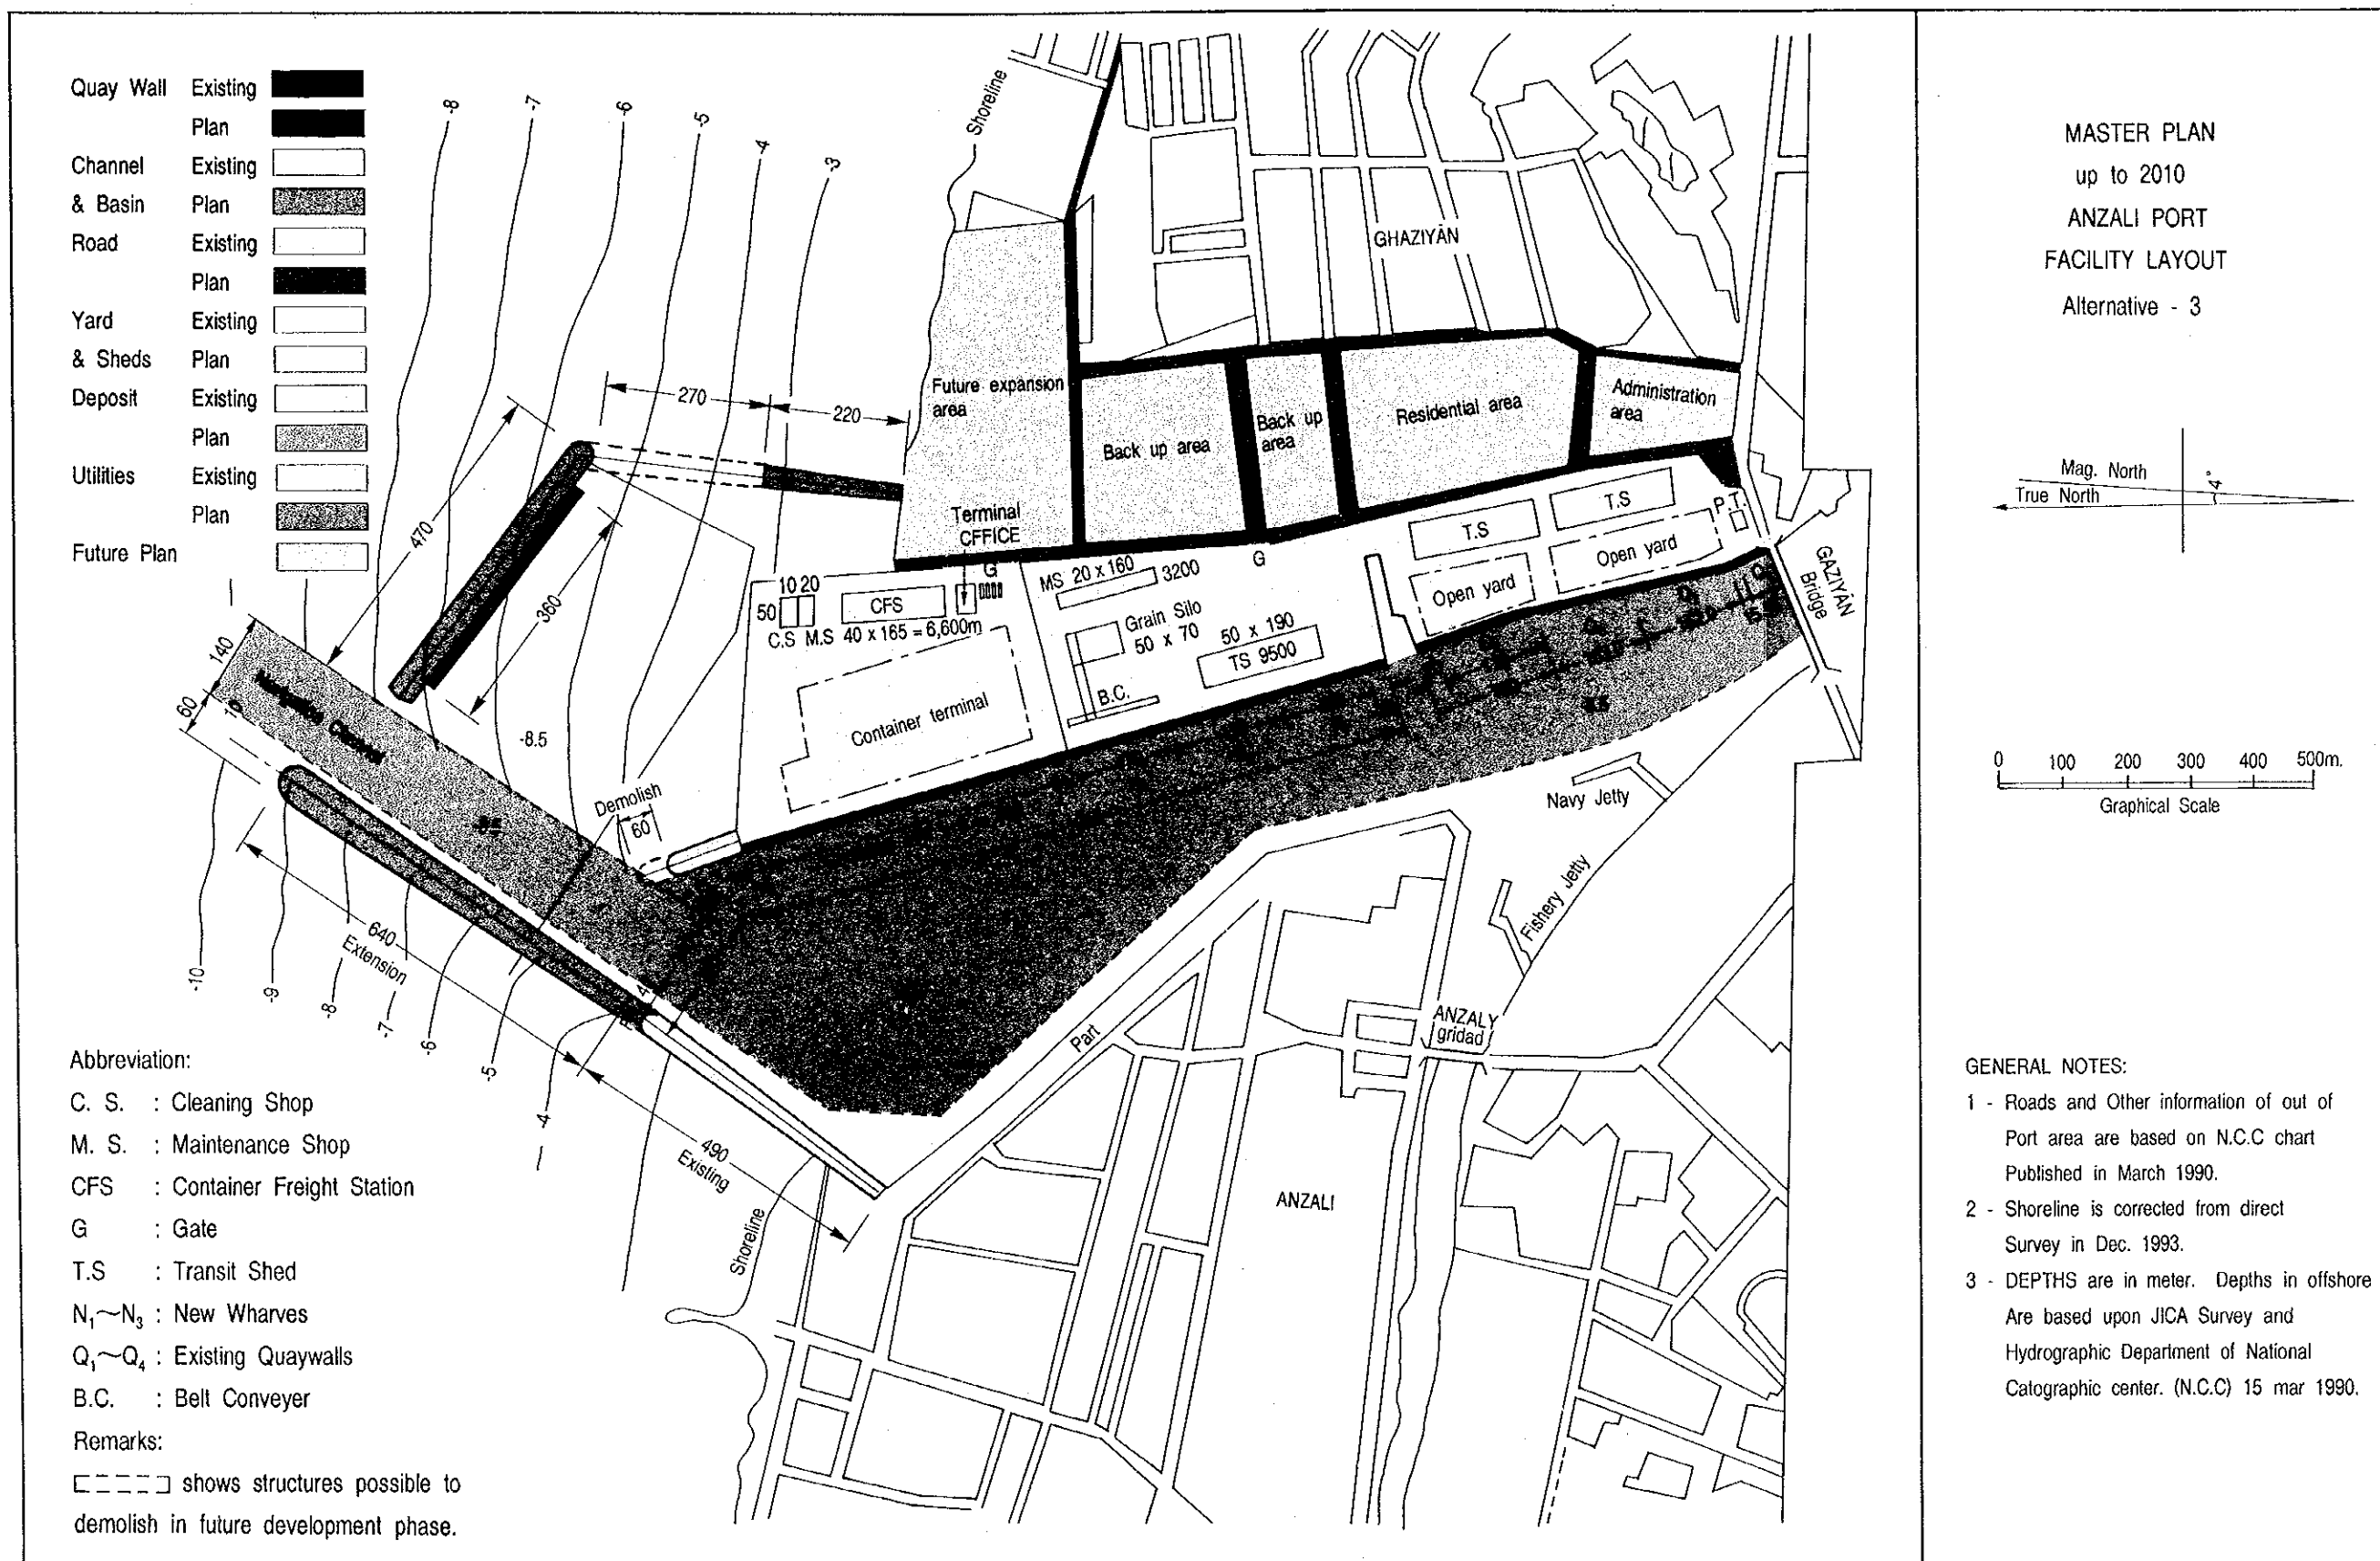 Quay Wall Existing
Plan
Channel Existing
& Basin Plan
Road Existing
Plan
Yard Existing
& Sheds Plan
Deposit Existing
Plan
Utilities Existing
Plan
Future Plan
-8
-7
-6
-5
-4
-3
Shoreline
GHAZIYĀN
270
220
470
360
Future expansion
area
Back up area
Back up
area
Residential area
Administration
area
Terminal
CFFICE
G
G
MS 20 x 160
3200
10 20
50
CFS
C.S M.S 40 x 165 = 6,600m
Grain Silo
50 x 70
50 x 190
TS 9500
B.C.
Container terminal
T.S
T.S
P.T.
Open yard
Open yard
GAZIYĀN
Bridge
140
60
10
-8.5
Demolish
60
Navy Jetty
Fishery Jetty
640
Extension
490
Existing
-10
-9
-8
-7
-6
-5
-4
Shoreline
Part
ANZALY
gridad
ANZALI
Abbreviation:
C. S. : Cleaning Shop
M. S. : Maintenance Shop
CFS : Container Freight Station
G : Gate
T.S : Transit Shed
N₁~N₃ : New Wharves
Q₁~Q₄ : Existing Quaywalls
B.C. : Belt Conveyer
Remarks:
shows structures possible to
demolish in future development phase.
MASTER PLAN
up to 2010
ANZALI PORT
FACILITY LAYOUT
Alternative - 3
Mag. North
True North
4°
0 100 200 300 400 500m.
Graphical Scale
GENERAL NOTES:
1 - Roads and Other information of out of
Port area are based on N.C.C chart
Published in March 1990.
2 - Shoreline is corrected from direct
Survey in Dec. 1993.
3 - DEPTHS are in meter. Depths in offshore
Are based upon JICA Survey and
Hydrographic Department of National
Catographic center. (N.C.C) 15 mar 1990.